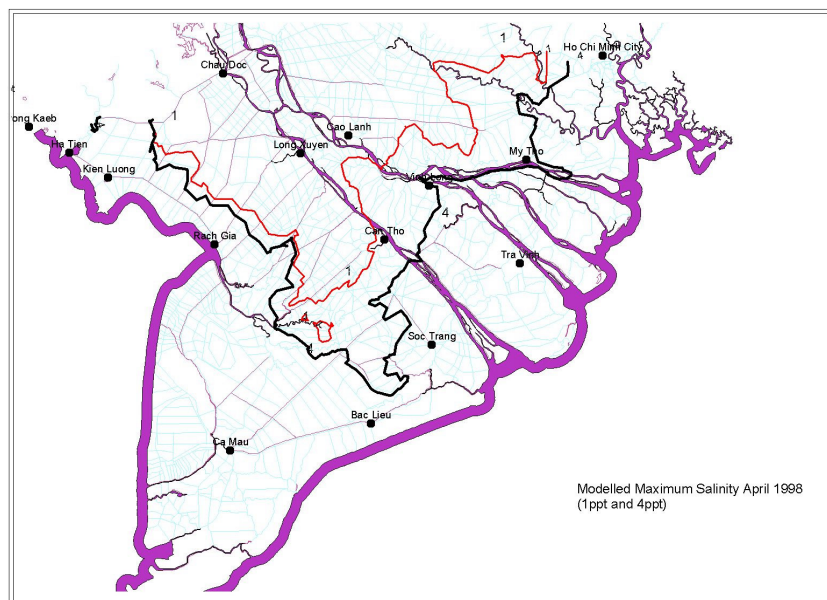 1
1
4
Ho Chi Minh City
Chau Doc
1
ong Kaeb
Cao Lanh
Ha Tien
Long Xuyen
My Tho
Kien Luong
Vinh Long
4
Rach Gia
Can Tho
Tra Vinh
1
4
4
Soc Trang
Bac Lieu
Ca Mau
Modelled Maximum Salinity April 1998
(1ppt and 4ppt)